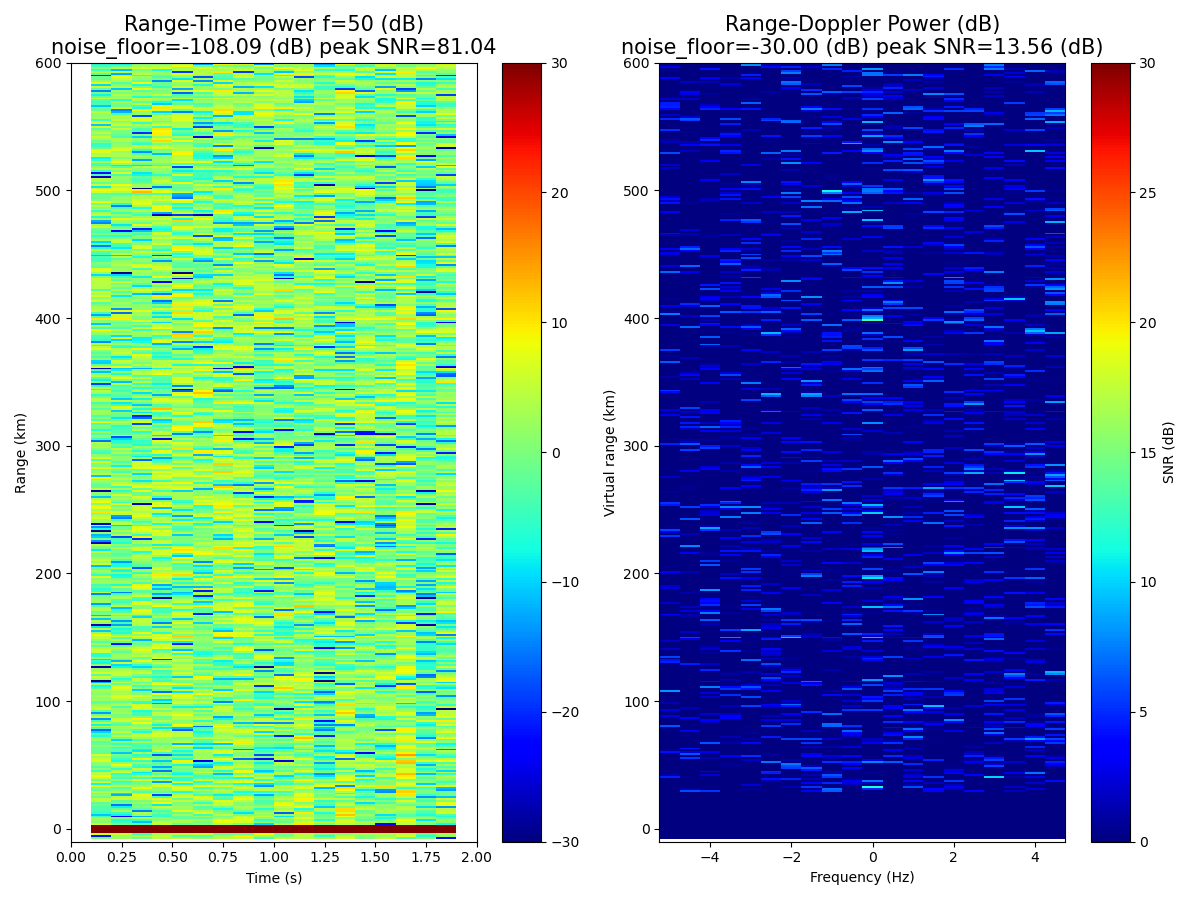 Range-Time Power f=50 (dB)
noise_floor=-108.09 (dB) peak SNR=81.04
600
500
400
300
200
100
0
Range (km)
0.00 0.25 0.50 0.75 1.00 1.25 1.50 1.75 2.00
Time (s)
30
20
10
0
−10
−20
−30
Range-Doppler Power (dB)
noise_floor=-30.00 (dB) peak SNR=13.56 (dB)
600
500
400
300
200
100
0
Virtual range (km)
−4 −2 0 2 4
Frequency (Hz)
30
25
20
15
10
5
0
SNR (dB)